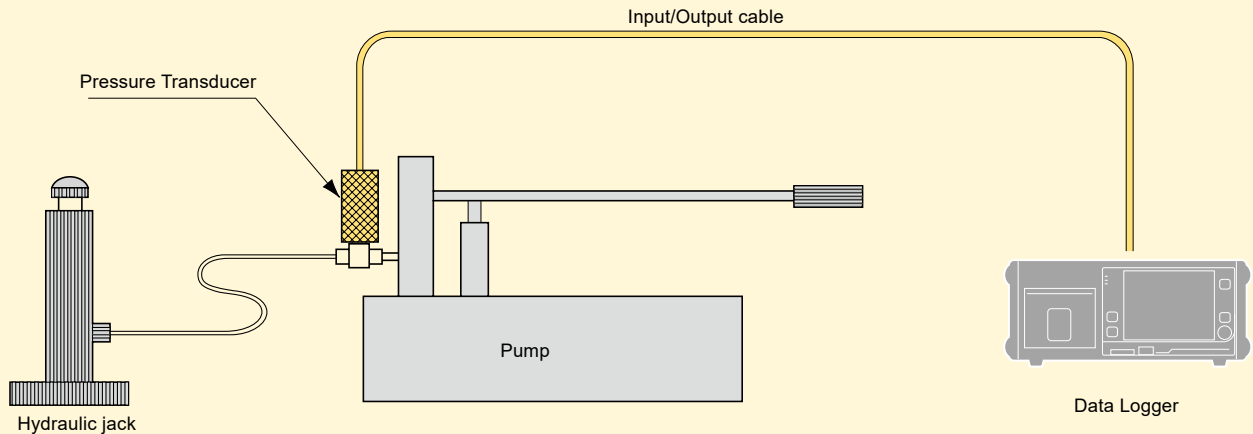 Input/Output cable
Pressure Transducer
Pump
Data Logger
Hydraulic jack